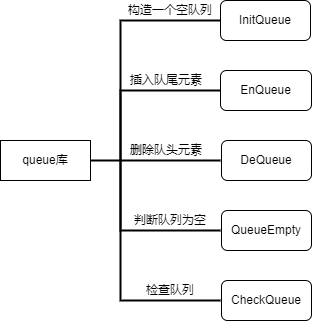 构造一个空队列
InitQueue
插入队尾元素
EnQueue
删除队头元素
queue库
DeQueue
判断队列为空
QueueEmpty
检查队列
CheckQueue